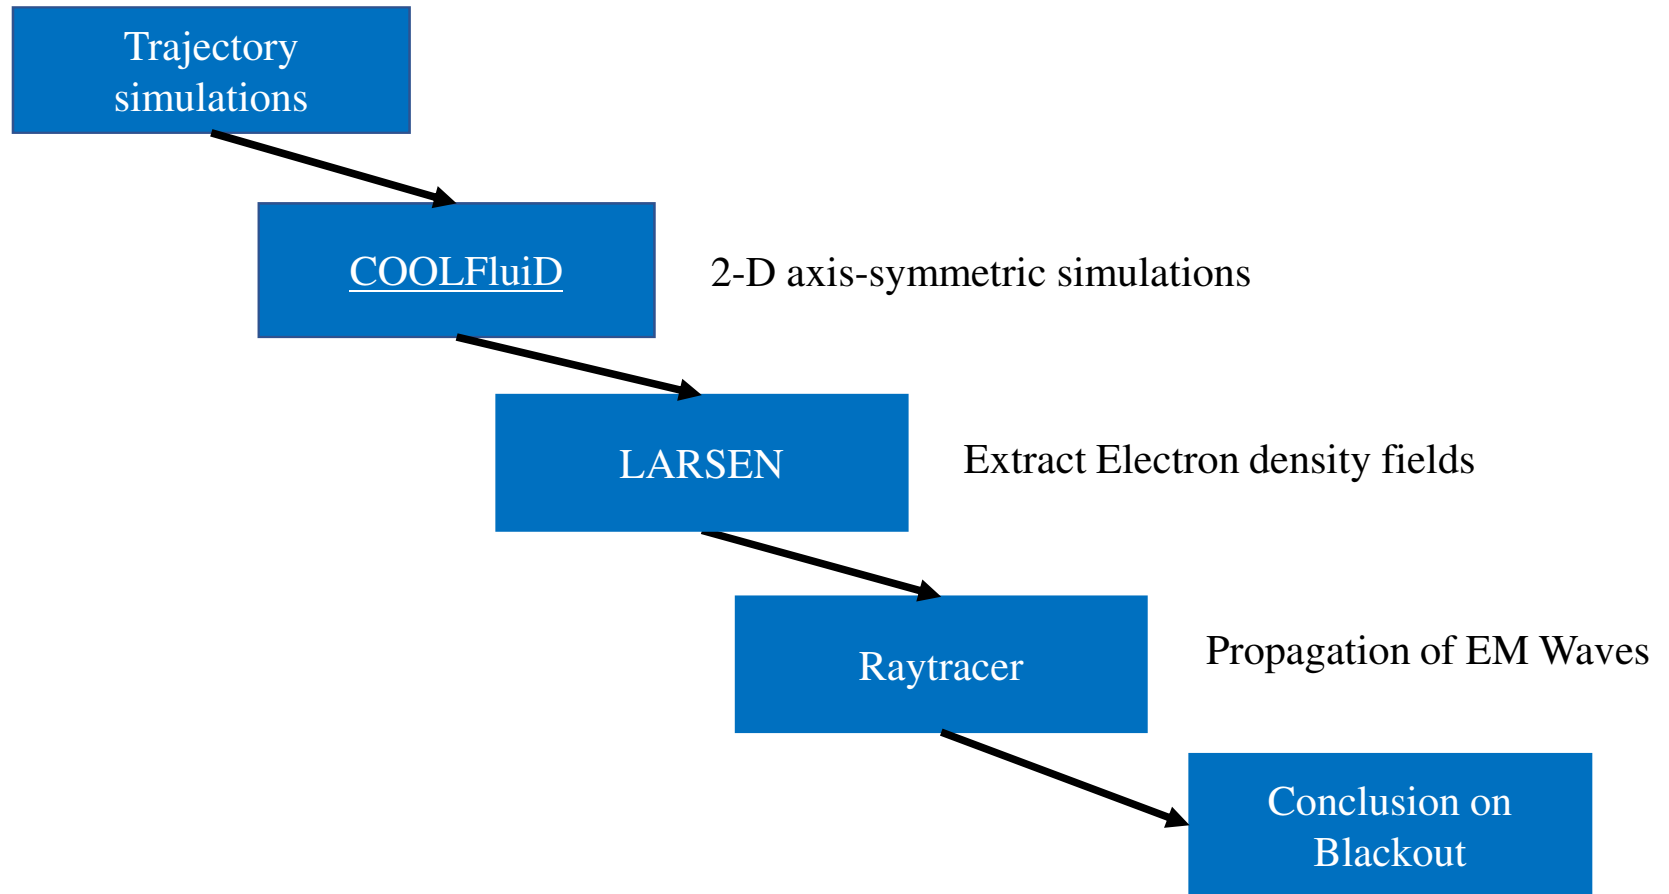 Trajectory
simulations
COOLFluiD
2-D axis-symmetric simulations
LARSEN
Extract Electron density fields
Raytracer
Propagation of EM Waves
Conclusion on
Blackout